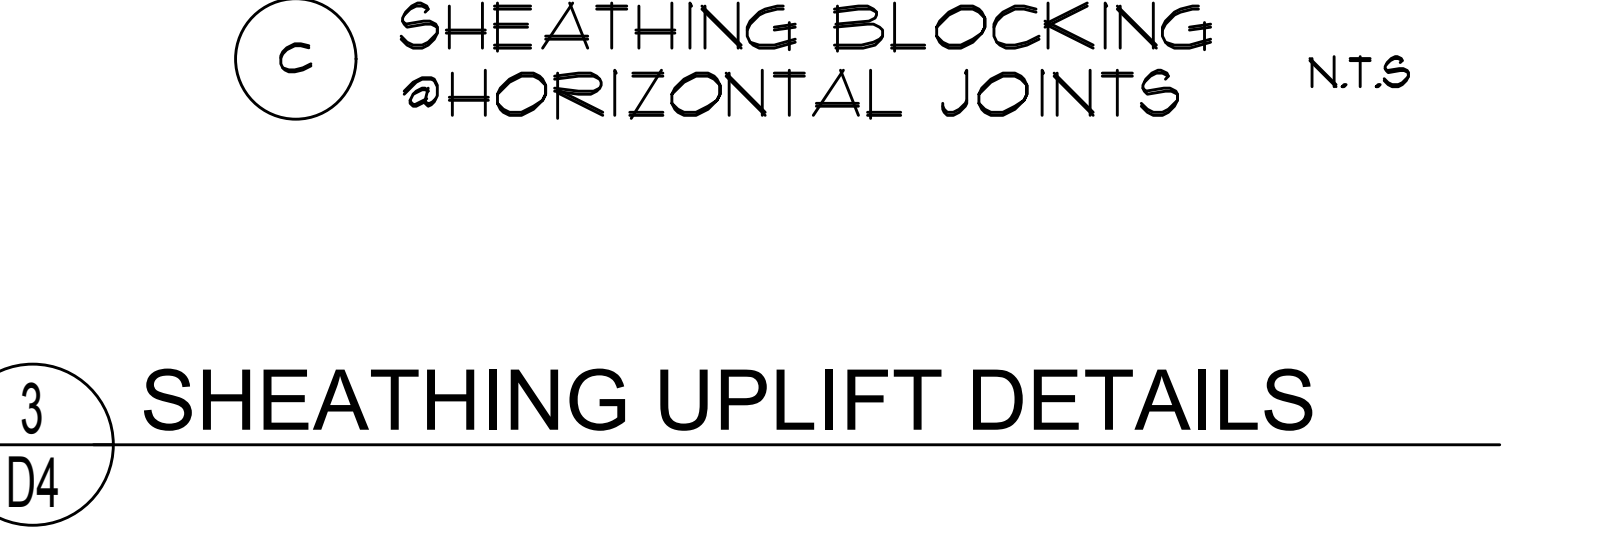 C
SHEATHING BLOCKING
@HORIZONTAL JOINTS
N.T.S
3
D4
SHEATHING UPLIFT DETAILS